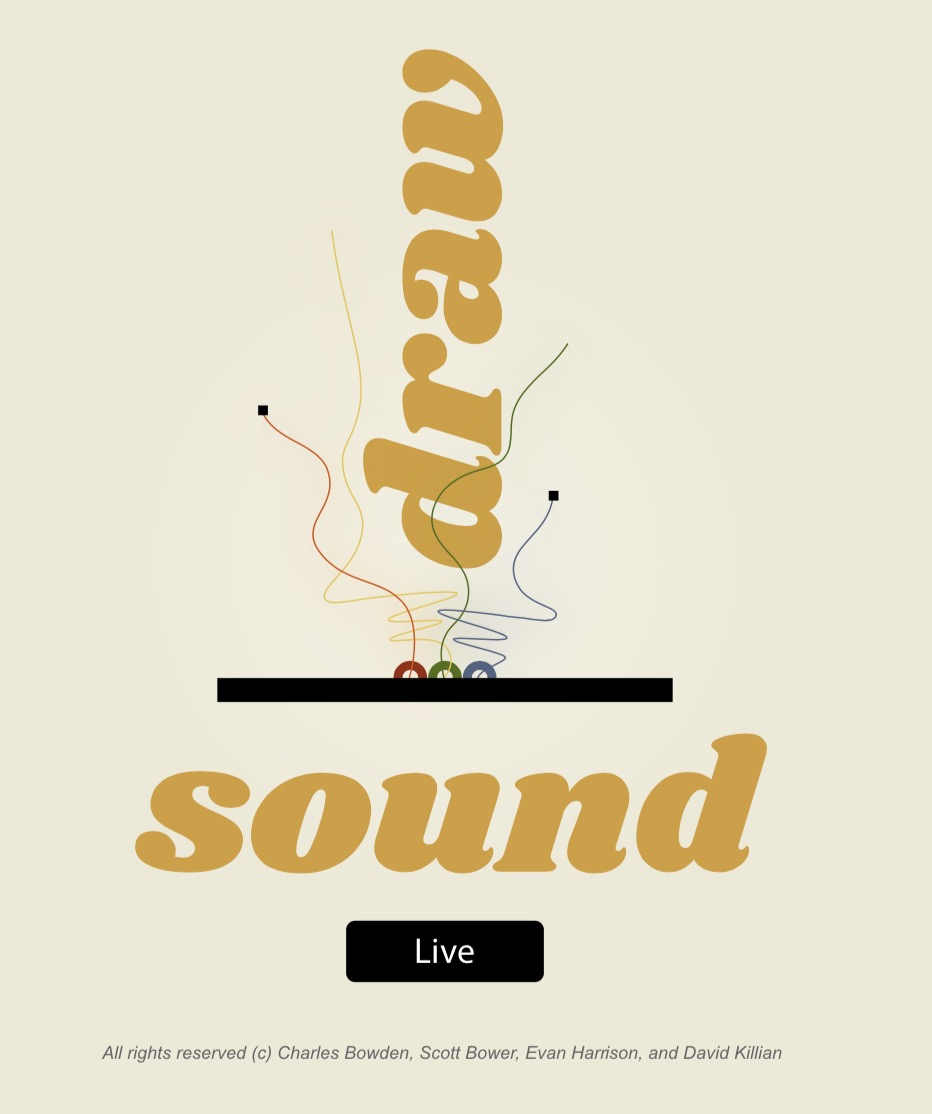 draw
sound
Live
All rights reserved (c) Charles Bowden, Scott Bower, Evan Harrison, and David Killian